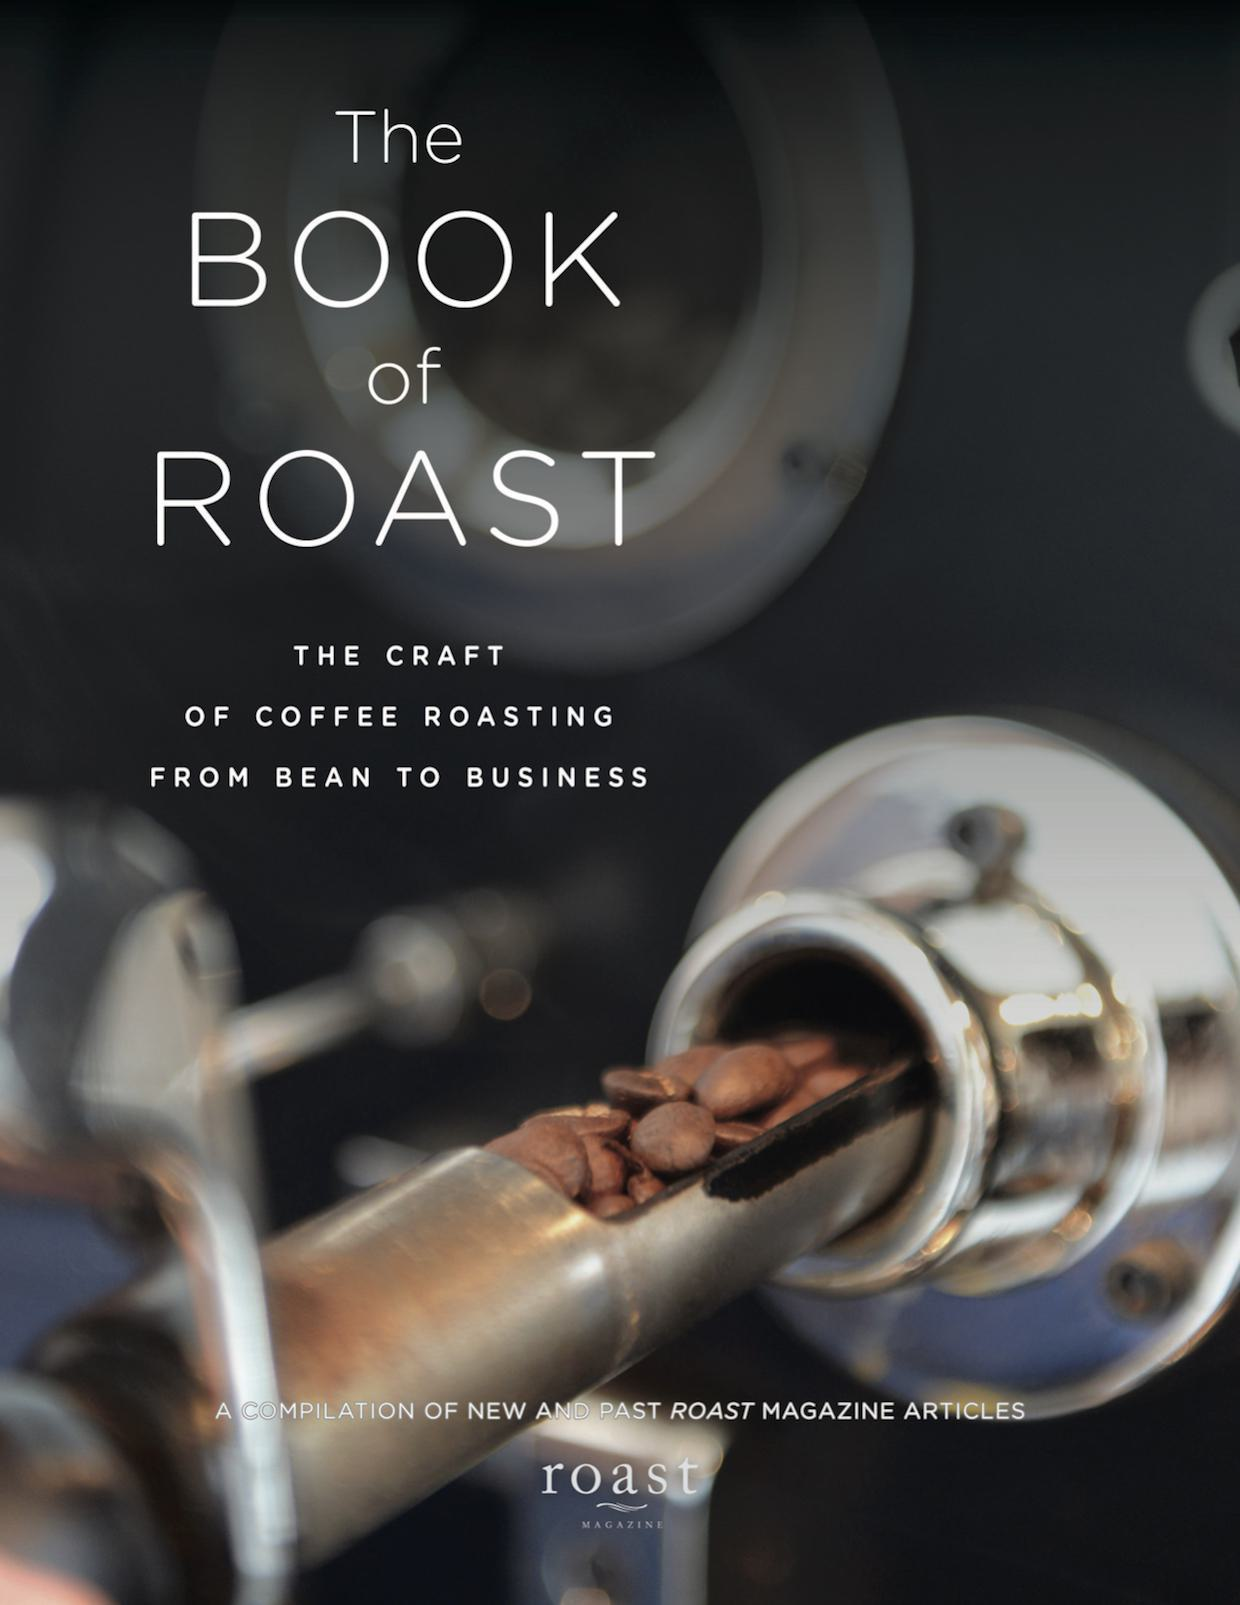 The
BOOK
of
ROAST
THE CRAFT
OF COFFEE ROASTING
FROM BEAN TO BUSINESS
A COMPILATION OF NEW AND PAST ROAST MAGAZINE ARTICLES
roast
MAGAZINE